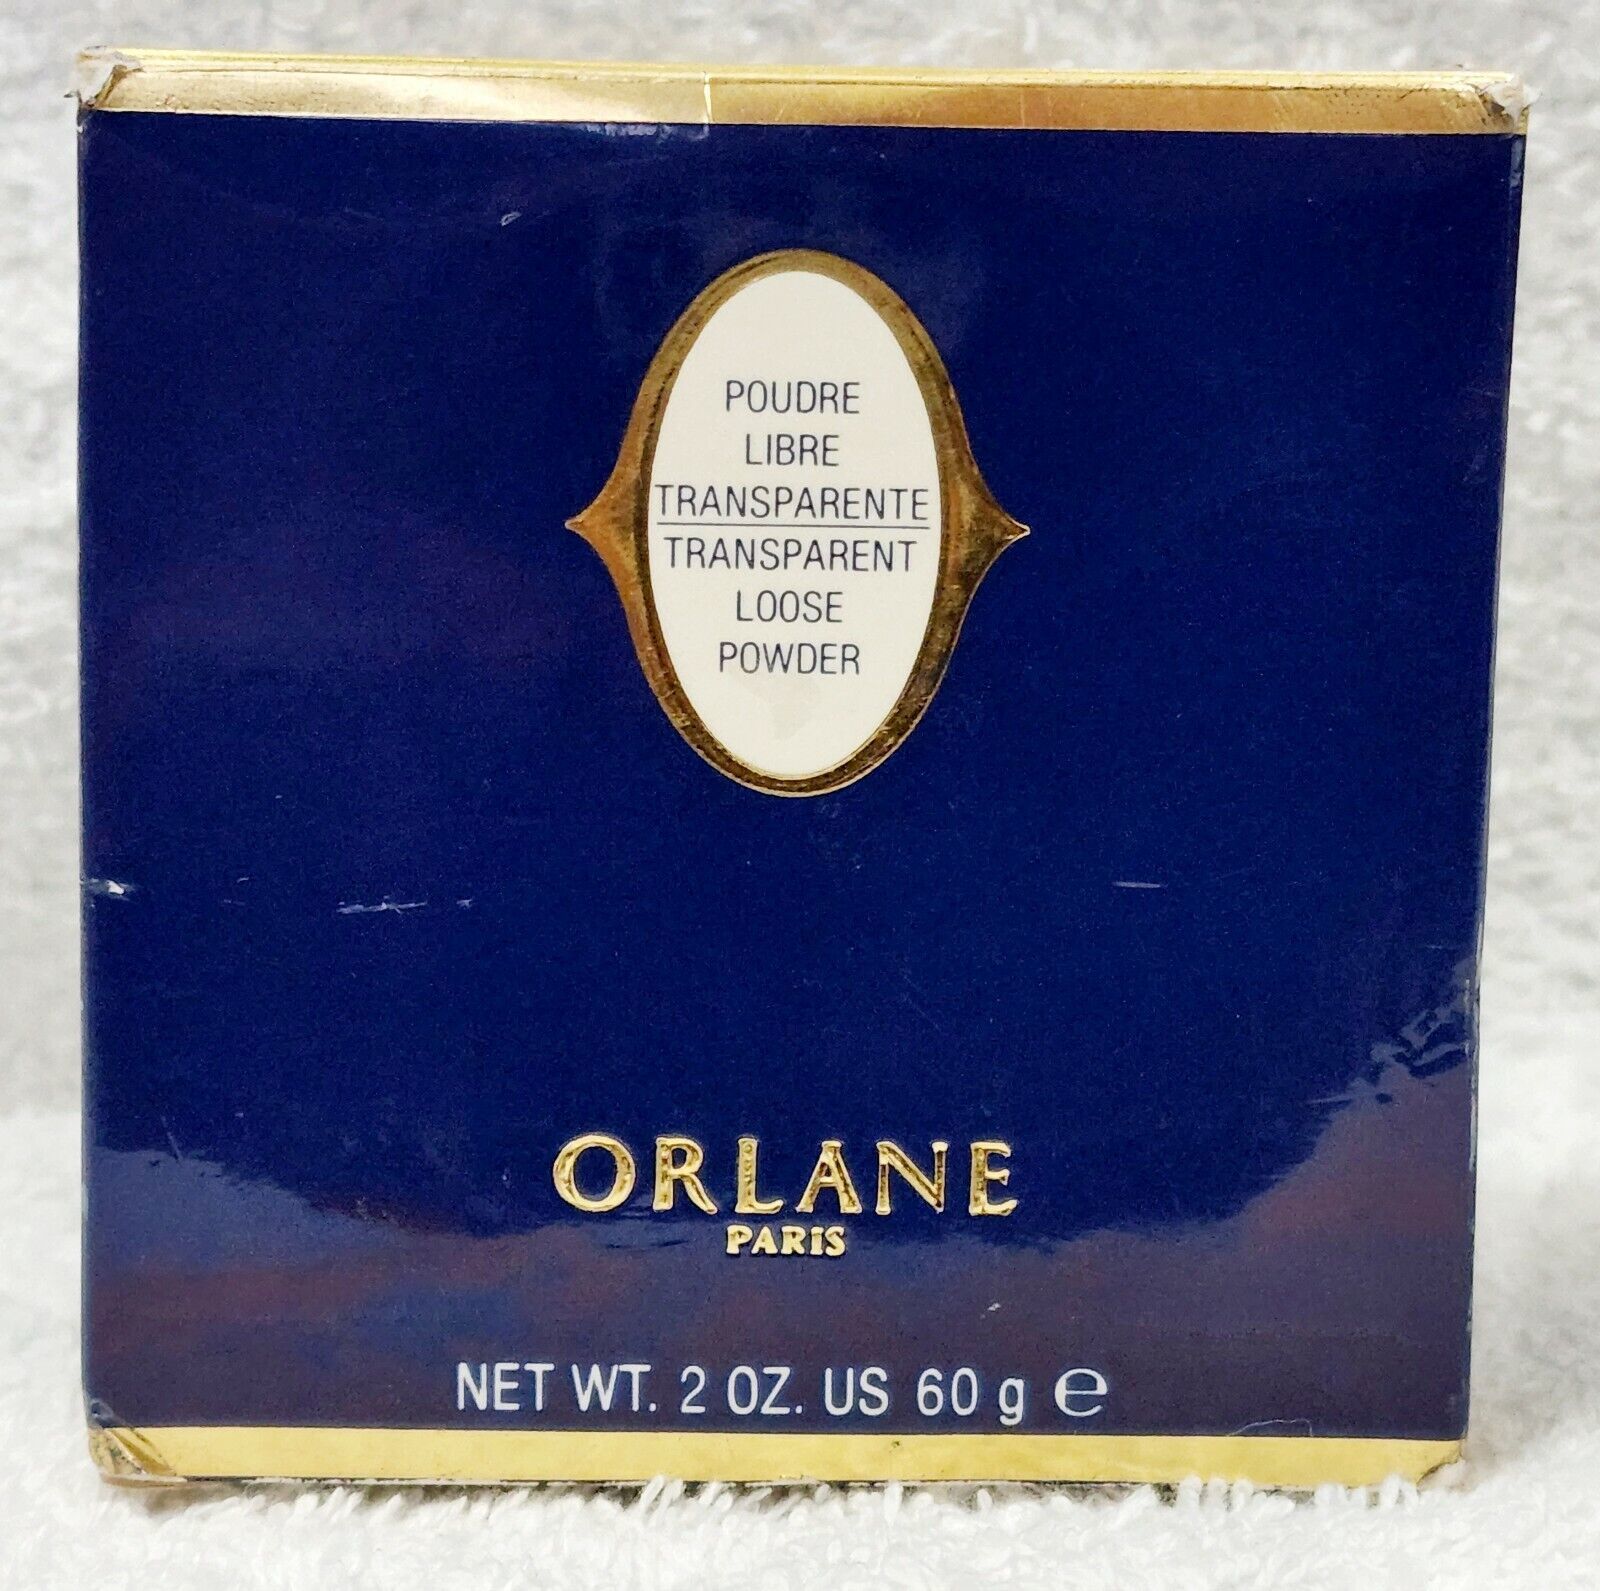 POUDRE
LIBRE
TRANSPARENTE
TRANSPARENT
LOOSE
POWDER
ORLANE
PARiS
NET WT. 2 OZ. US 60 g ℮